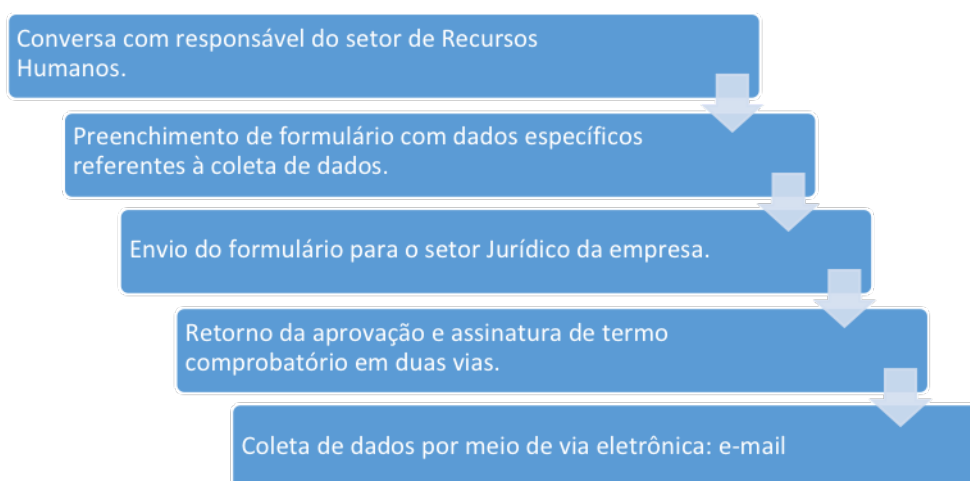 Conversa com responsável do setor de Recursos
Humanos.
Preenchimento de formulário com dados específicos
referentes à coleta de dados.
Envio do formulário para o setor Jurídico da empresa.
Retorno da aprovação e assinatura de termo
comprobatório em duas vias.
Coleta de dados por meio de via eletrônica: e-mail